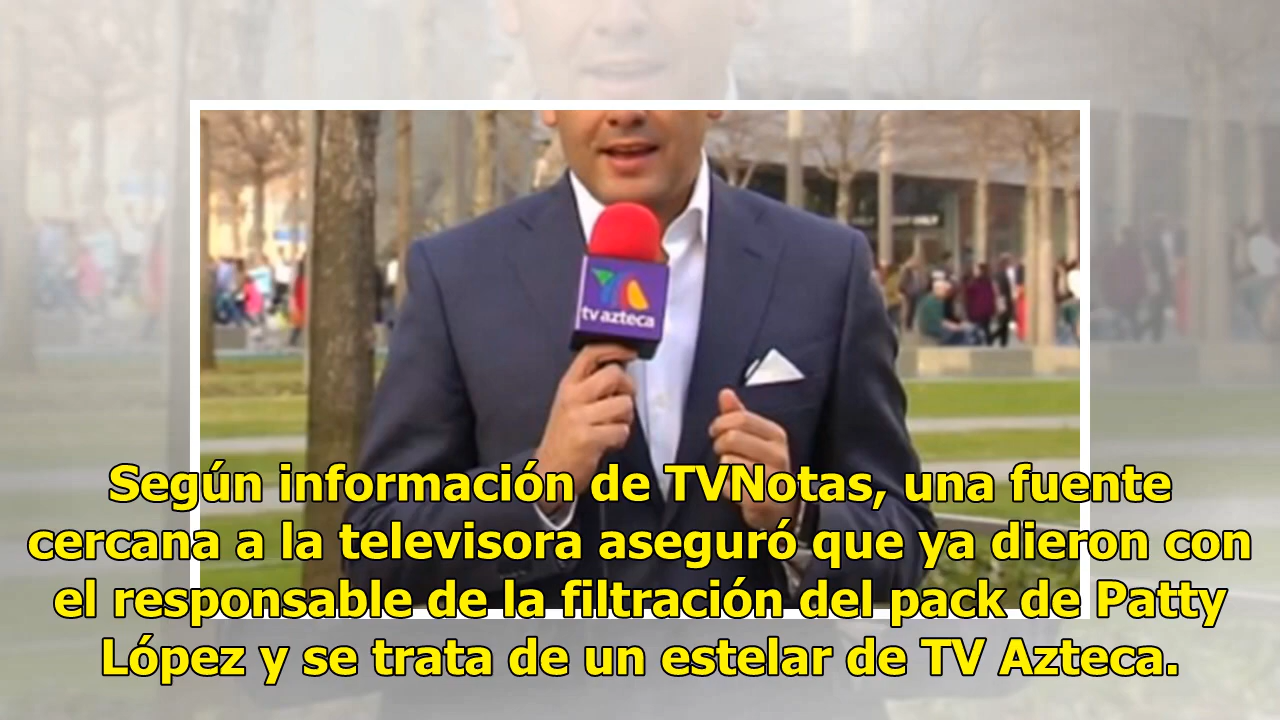 tv azteca
Según información de TVNotas, una fuente
cercana a la televisora aseguró que ya dieron con
el responsable de la filtración del pack de Patty
López y se trata de un estelar de TV Azteca.